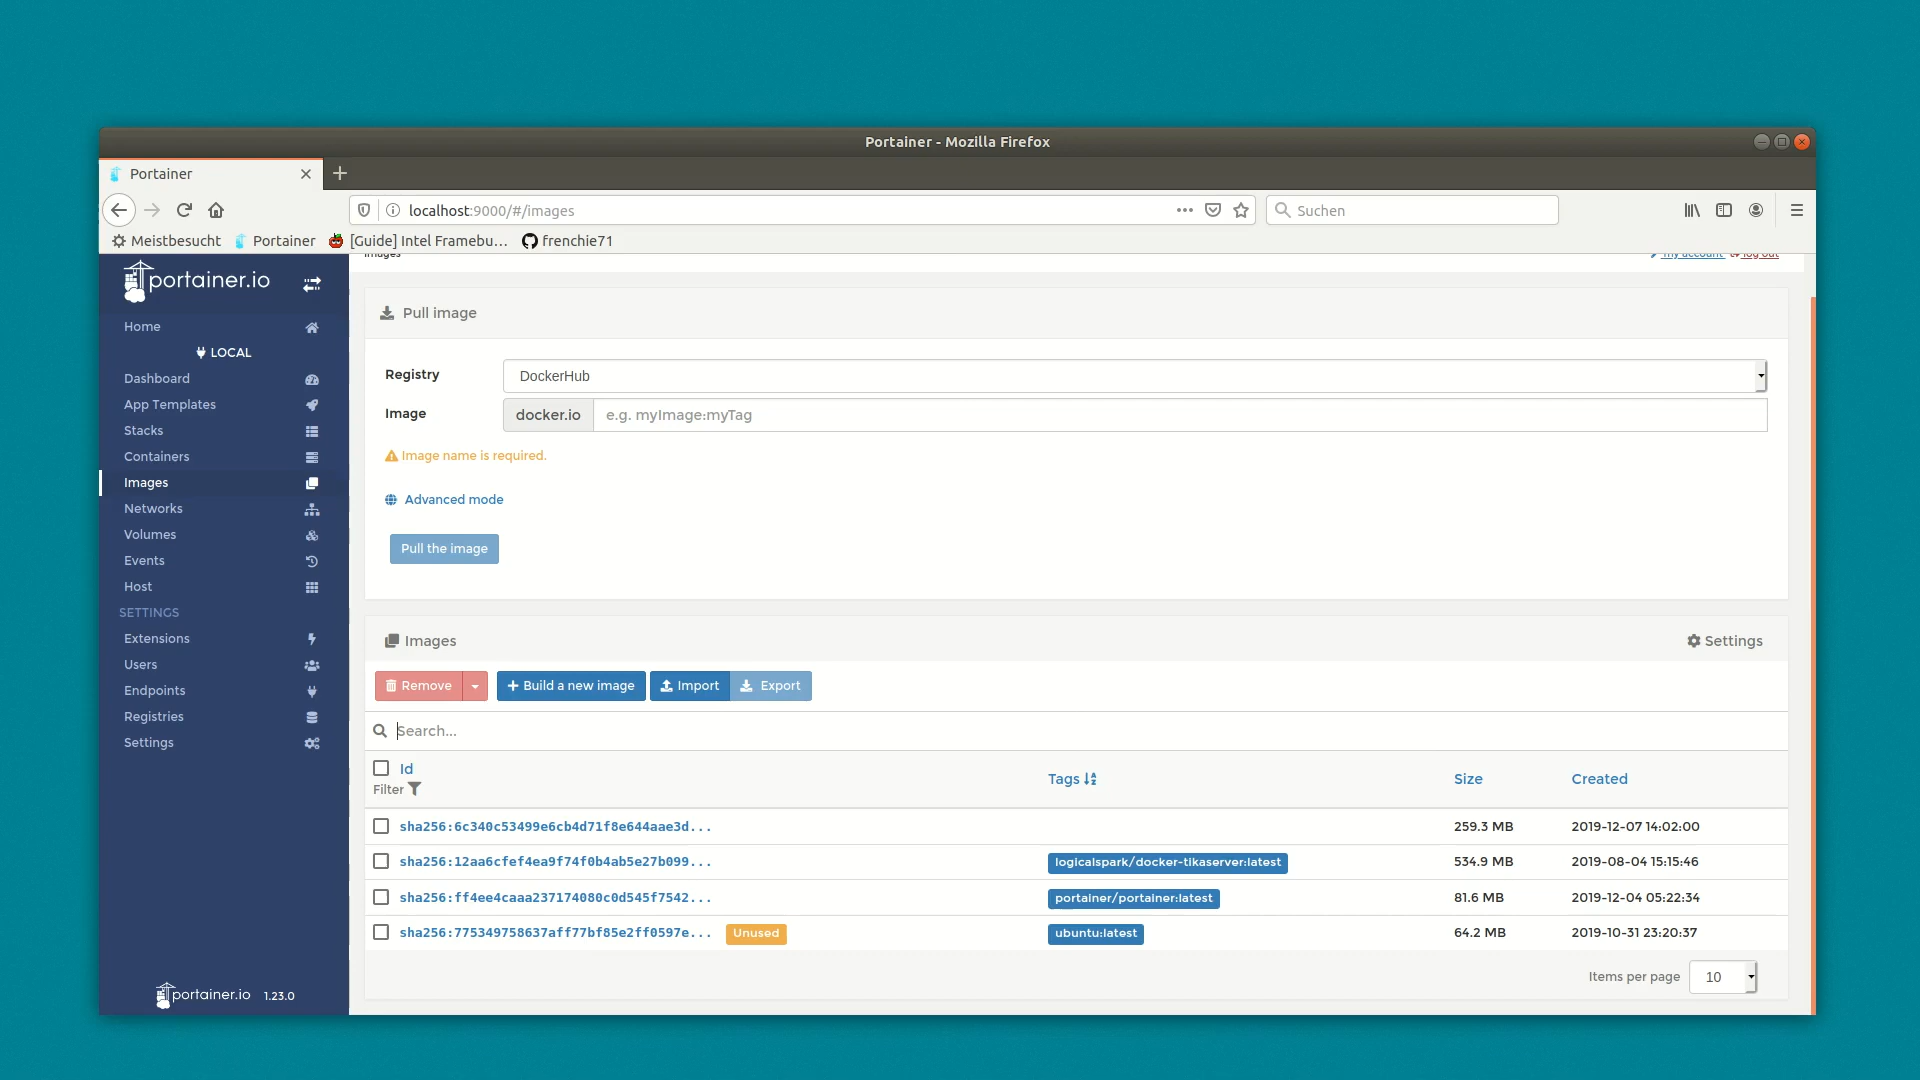 Portainer - Mozilla Firefox
Portainer
localhost:9000/#/images
Suchen
Meistbesucht
Portainer
[Guide] Intel Framebu...
frenchie71
portainer.io
Images
my account
log out
Home
LOCAL
Dashboard
App Templates
Stacks
Containers
Images
Networks
Volumes
Events
Host
SETTINGS
Extensions
Users
Endpoints
Registries
Settings
portainer.io 1.23.0
Pull image
Registry
DockerHub
Image
docker.io
e.g. myImage:myTag
Image name is required.
Advanced mode
Pull the image
Images
Settings
Remove
Build a new image
Import
Export
Search...
Id
Filter
Tags
Size
Created
sha256:6c340c53499e6cb4d71f8e644aae3d... 259.3 MB 2019-12-07 14:02:00
sha256:12aa6cfef4ea9f74f0b4ab5e27b099... logicalspark/docker-tikaserver:latest 534.9 MB 2019-08-04 15:15:46
sha256:ff4ee4caaa237174080c0d545f7542... portainer/portainer:latest 81.6 MB 2019-12-04 05:22:34
sha256:775349758637aff77bf85e2ff0597e... Unused ubuntu:latest 64.2 MB 2019-10-31 23:20:37
Items per page 10